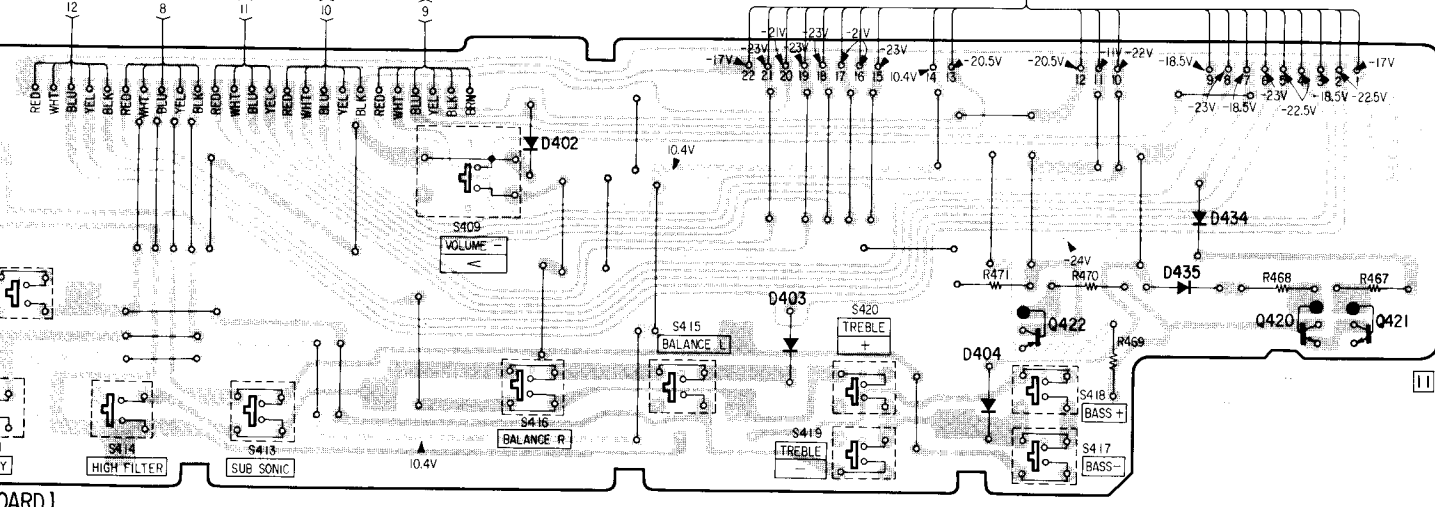 12 8 11 10 9
RED WHT BLU YEL BLK RED WHT BLU YEL BLK RED WHT BLU YEL RED WHT BLU YEL BLK RED WHT BLU YEL BLK BRN
-21V -23V -21V
-23V -23V -23V
-17V
22 21 20 19 18 17 16 15
10.4V 14 13
-20.5V
-20.5V
12 11 10
-11V -22V
-18.5V
9 8 7 6 5 4 3 2 1
-17V
-23V -18.5V -23V -22.5V -18.5V -22.5V
D402
10.4V
S409
VOLUME -
<
D434
-24V
R471
R470
D435
R468
R467
D403
S420
TREBLE
+
S415
BALANCE L
Q422
Q420
Q421
R469
D404
S418
BASS +
S416
BALANCE R
S419
TREBLE
-
S417
BASS-
S414
HIGH FILTER
S413
SUB SONIC
10.4V
Y
11
OARD]